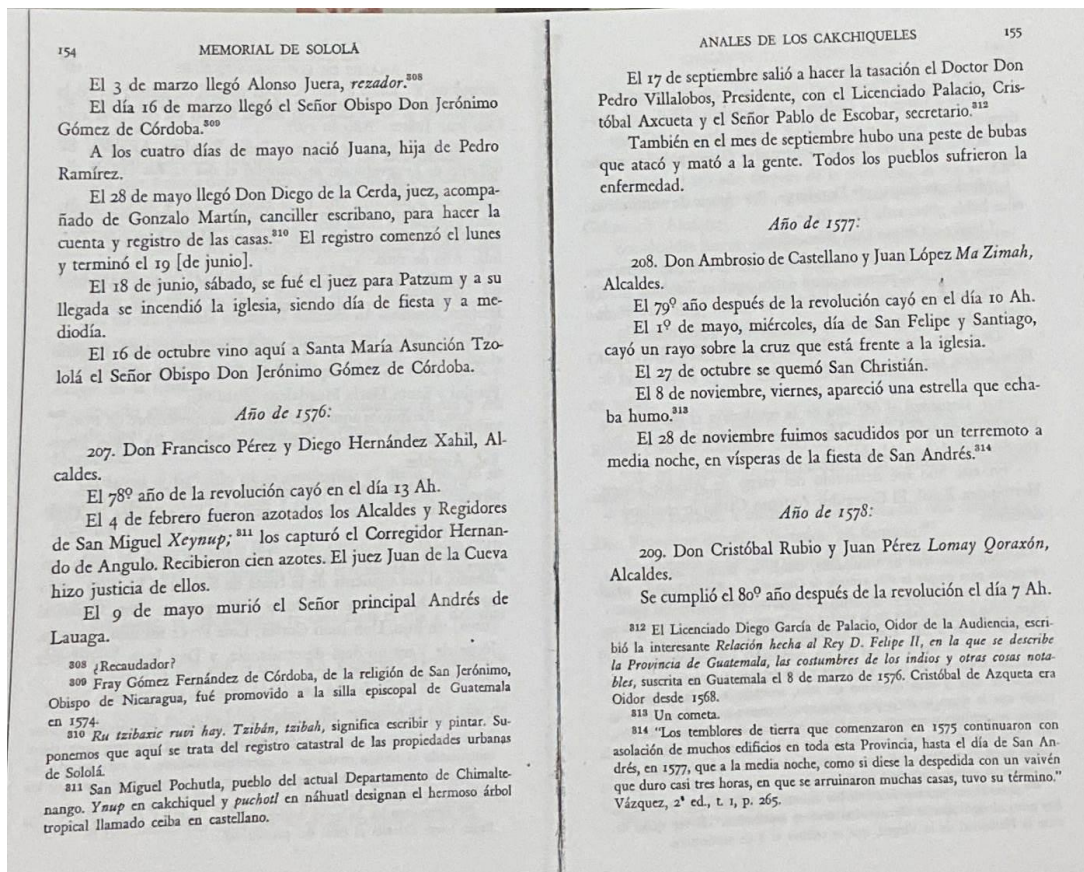 154
MEMORIAL DE SOLOLÁ
El 3 de marzo llegó Alonso Juera, rezador.³⁰⁸
El día 16 de marzo llegó el Señor Obispo Don Jerónimo
Gómez de Córdoba.³⁰⁹
A los cuatro días de mayo nació Juana, hija de Pedro
Ramírez.
El 28 de mayo llegó Don Diego de la Cerda, juez, acompa-
ñado de Gonzalo Martín, canciller escribano, para hacer la
cuenta y registro de las casas.³¹⁰ El registro comenzó el lunes
y terminó el 19 [de junio].
El 18 de junio, sábado, se fué el juez para Patzum y a su
llegada se incendió la iglesia, siendo día de fiesta y a me-
diodía.
El 16 de octubre vino aquí a Santa María Asunción Tzo-
lolá el Señor Obispo Don Jerónimo Gómez de Córdoba.
Año de 1576:
207. Don Francisco Pérez y Diego Hernández Xahil, Al-
caldes.
El 78º año de la revolución cayó en el día 13 Ah.
El 4 de febrero fueron azotados los Alcaldes y Regidores
de San Miguel Xeynup; ³¹¹ los capturó el Corregidor Hernan-
do de Angulo. Recibieron cien azotes. El juez Juan de la Cueva
hizo justicia de ellos.
El 9 de mayo murió el Señor principal Andrés de
Lauaga.
³⁰⁸ ¿Recaudador?
³⁰⁹ Fray Gómez Fernández de Córdoba, de la religión de San Jerónimo,
Obispo de Nicaragua, fué promovido a la silla episcopal de Guatemala
en 1574.
³¹⁰ Ru tzibaxic ruvi hay. Tzibán, tzibah, significa escribir y pintar. Su-
ponemos que aquí se trata del registro catastral de las propiedades urbanas
de Sololá.
³¹¹ San Miguel Pochutla, pueblo del actual Departamento de Chimalte-
nango. Ynup en cakchiquel y puchotl en náhuatl designan el hermoso árbol
tropical llamado ceiba en castellano.
ANALES DE LOS CAKCHIQUELES
155
El 17 de septiembre salió a hacer la tasación el Doctor Don
Pedro Villalobos, Presidente, con el Licenciado Palacio, Cris-
tóbal Axcueta y el Señor Pablo de Escobar, secretario.³¹²
También en el mes de septiembre hubo una peste de bubas
que atacó y mató a la gente. Todos los pueblos sufrieron la
enfermedad.
Año de 1577:
208. Don Ambrosio de Castellano y Juan López Ma Zimah,
Alcaldes.
El 79º año después de la revolución cayó en el día 10 Ah.
El 1º de mayo, miércoles, día de San Felipe y Santiago,
cayó un rayo sobre la cruz que está frente a la iglesia.
El 27 de octubre se quemó San Christián.
El 8 de noviembre, viernes, apareció una estrella que echa-
ba humo.³¹³
El 28 de noviembre fuimos sacudidos por un terremoto a
media noche, en vísperas de la fiesta de San Andrés.³¹⁴
Año de 1578:
209. Don Cristóbal Rubio y Juan Pérez Lomay Qoraxón,
Alcaldes.
Se cumplió el 80º año después de la revolución el día 7 Ah.
³¹² El Licenciado Diego García de Palacio, Oidor de la Audiencia, escri-
bió la interesante Relación hecha al Rey D. Felipe II, en la que se describe
la Provincia de Guatemala, las costumbres de los indios y otras cosas nota-
bles, suscrita en Guatemala el 8 de marzo de 1576. Cristóbal de Azqueta era
Oidor desde 1568.
³¹³ Un cometa.
³¹⁴ "Los temblores de tierra que comenzaron en 1575 continuaron con
asolación de muchos edificios en toda esta Provincia, hasta el día de San An-
drés, en 1577, que a la media noche, como si diese la despedida con un vaivén
que duro casi tres horas, en que se arruinaron muchas casas, tuvo su término."
Vázquez, 2ª ed., t. 1, p. 265.